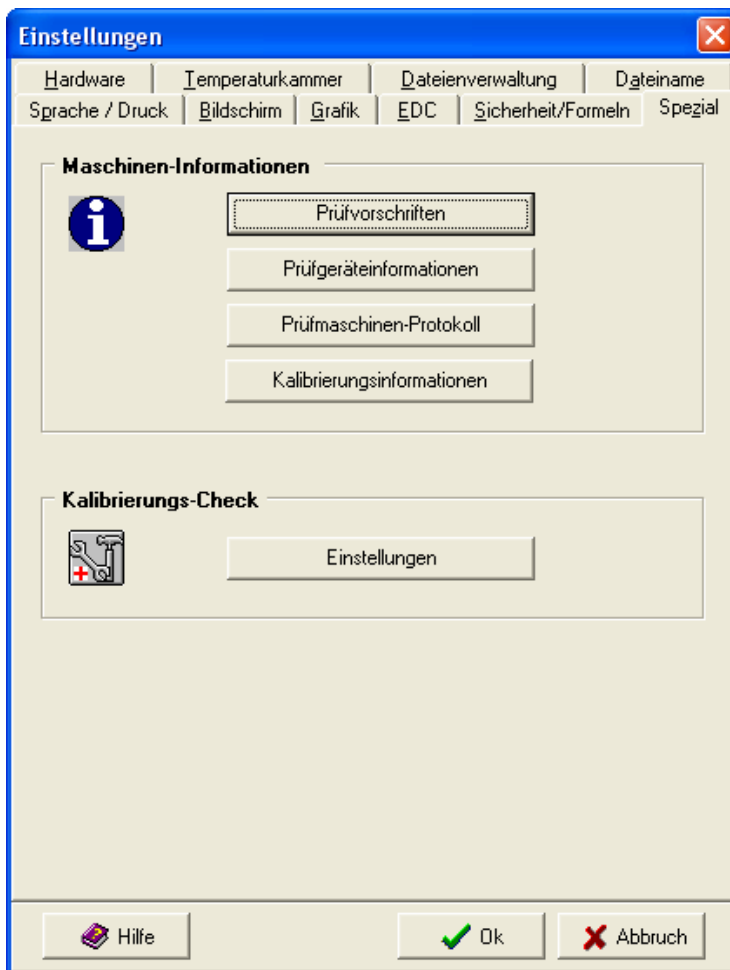 Einstellungen
Hardware Temperaturkammer Dateienverwaltung Dateiname
Sprache / Druck Bildschirm Grafik EDC Sicherheit/Formeln Spezial
Maschinen-Informationen
Prüfvorschriften
Prüfgeräteinformationen
Prüfmaschinen-Protokoll
Kalibrierungsinformationen
Kalibrierungs-Check
Einstellungen
Hilfe Ok Abbruch